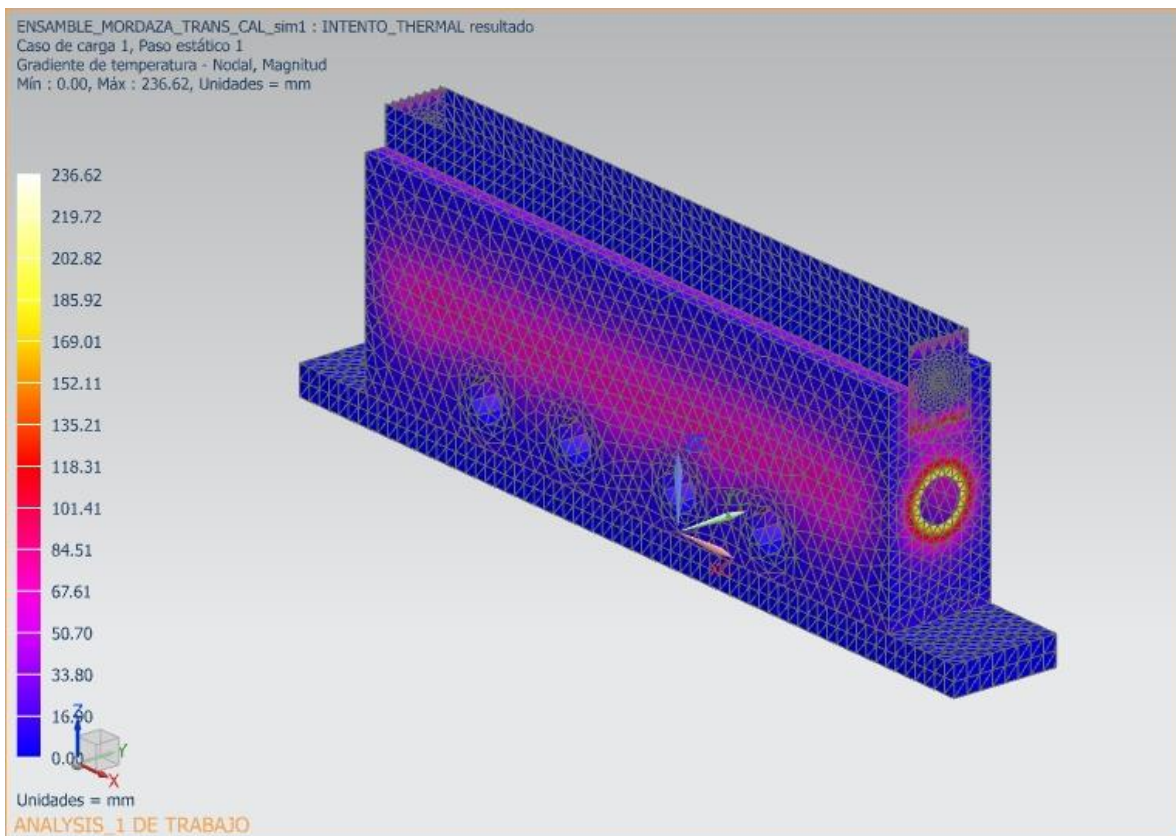 ENSAMBLE_MORDAZA_TRANS_CAL_sim1 : INTENTO_THERMAL resultado
Caso de carga 1, Paso estático 1
Gradiente de temperatura - Nodal, Magnitud
Mín : 0.00, Máx : 236.62, Unidades = mm
236.62
219.72
202.82
185.92
169.01
152.11
135.21
118.31
101.41
84.51
67.61
50.70
33.80
16.90
0.00
Z
Y
X
Unidades = mm
ANALYSIS_1 DE TRABAJO